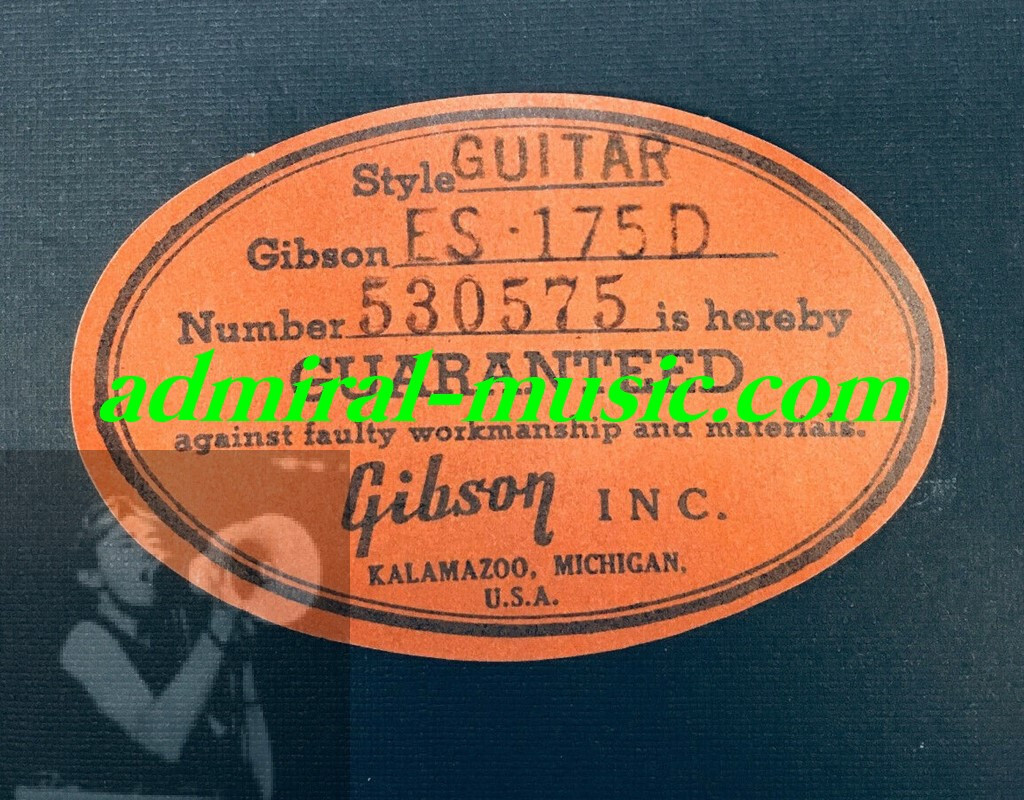 Style GUITAR
Gibson ES-175D
Number 530575 is hereby
GUARANTEED
admiral-music.com
against faulty workmanship and materials.
Gibson INC.
KALAMAZOO, MICHIGAN,
U.S.A.